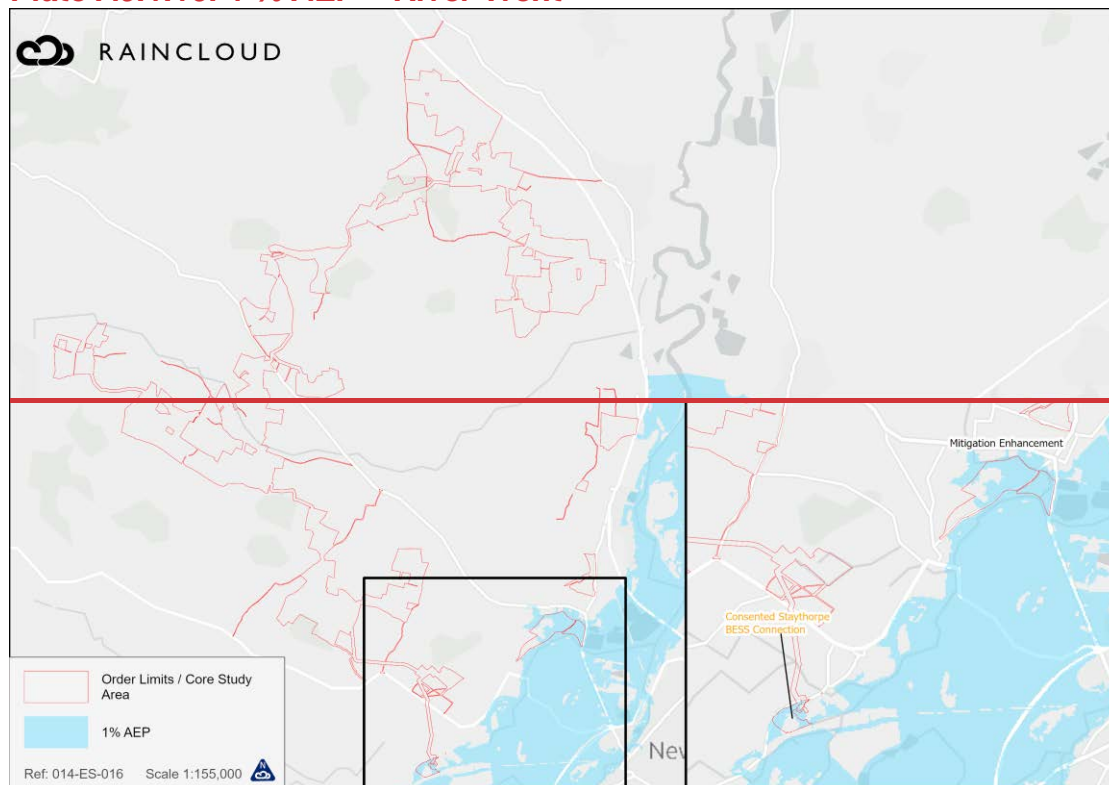 RAINCLOUD
Mitigation Enhancement
Consented Staythorpe
BESS Connection
Order Limits / Core Study
Area
1% AEP
Ref: 014-ES-016 Scale 1:155,000
N
New